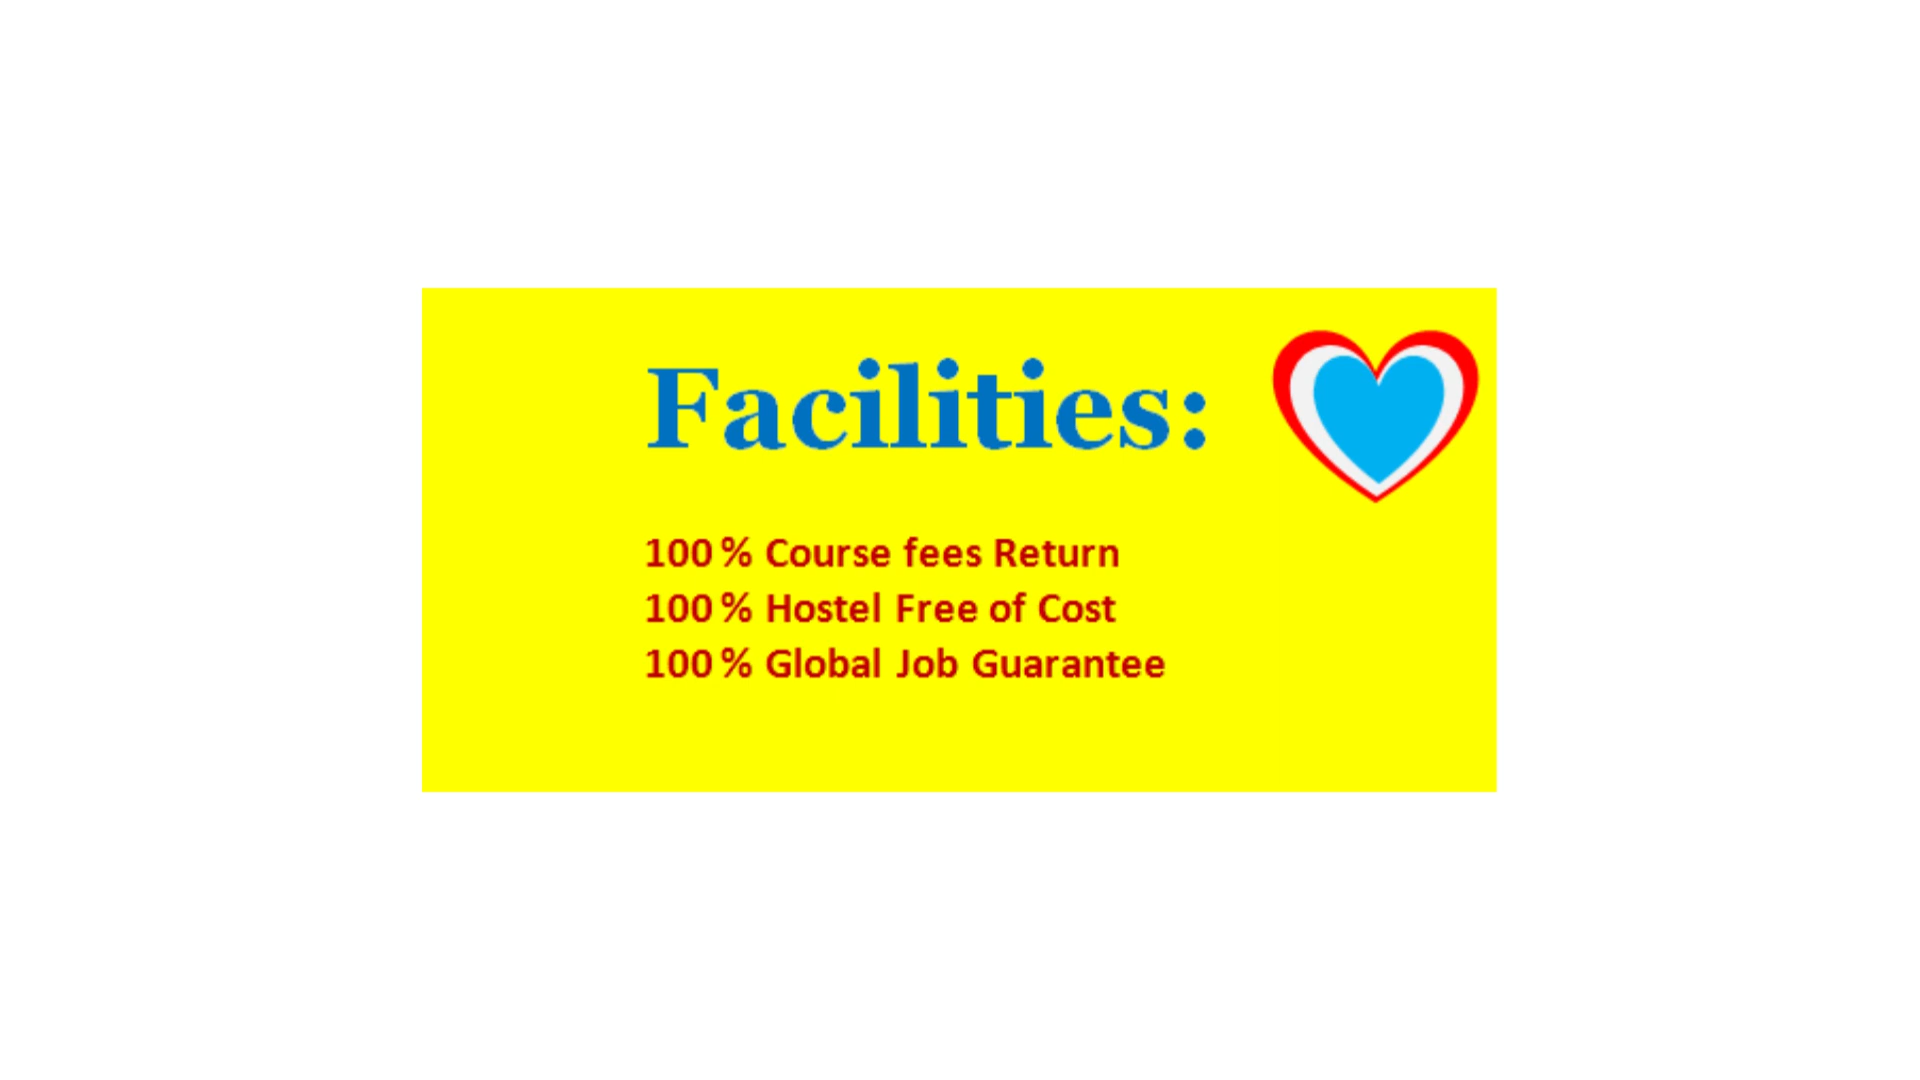 Facilities:
100 % Course fees Return
100 % Hostel Free of Cost
100 % Global Job Guarantee